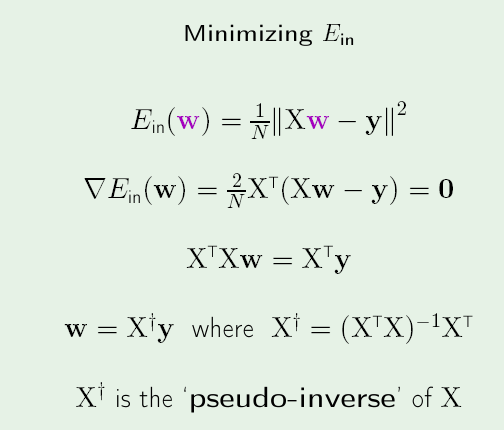 Minimizing E_in
E_in(w) = 1/N ‖Xw − y‖²
∇E_in(w) = 2/N Xᵀ(Xw − y) = 0
XᵀXw = Xᵀy
w = X†y where X† = (XᵀX)⁻¹Xᵀ
X† is the ‘pseudo-inverse’ of X